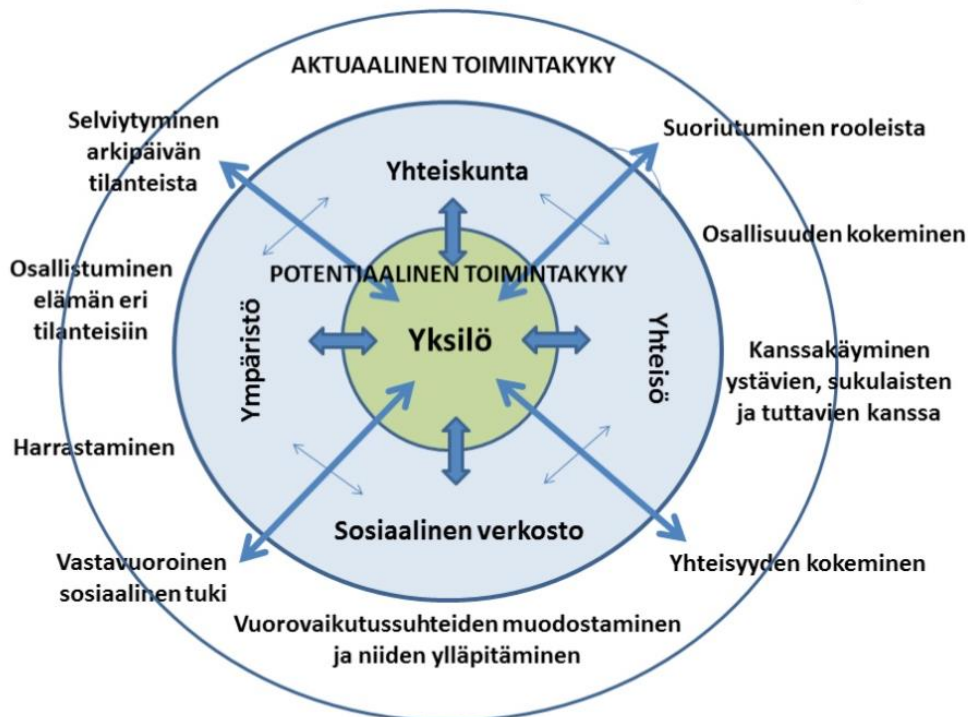 AKTUAALINEN TOIMINTAKYKY
Selviytyminen
arkipäivän
tilanteista
Suoriutuminen rooleista
Yhteiskunta
Osallisuuden kokeminen
Osallistuminen
elämän eri
tilanteisiin
POTENTIAALINEN TOIMINTAKYKY
Ympäristö
Yksilö
Yhteisö
Kanssakäyminen
ystävien, sukulaisten
ja tuttavien kanssa
Harrastaminen
Sosiaalinen verkosto
Vastavuoroinen
sosiaalinen tuki
Yhteisyyden kokeminen
Vuorovaikutussuhteiden muodostaminen
ja niiden ylläpitäminen